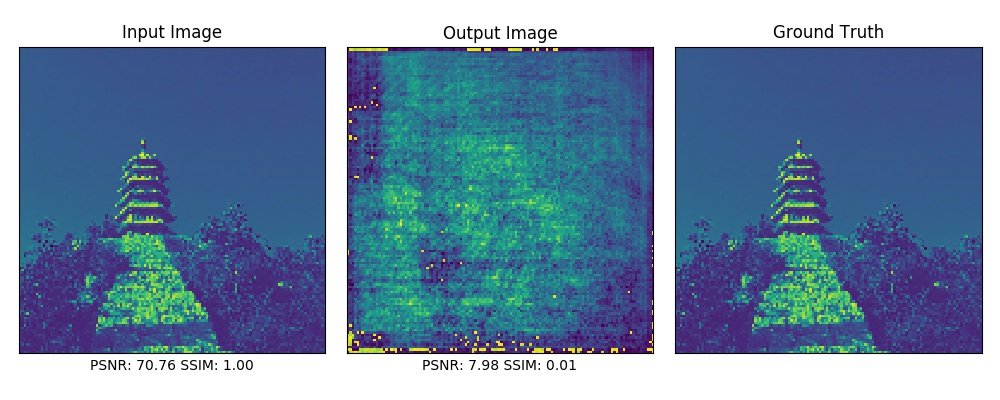 Input Image
Output Image
Ground Truth
PSNR: 70.76 SSIM: 1.00
PSNR: 7.98 SSIM: 0.01